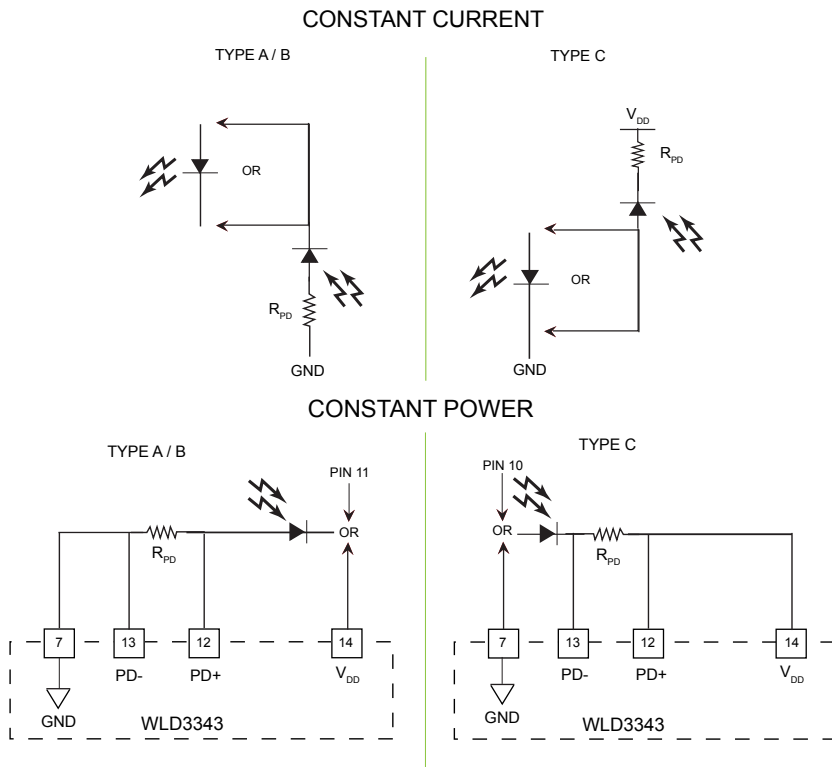 CONSTANT CURRENT
TYPE A / B
OR
R_PD
GND
TYPE C
V_DD
R_PD
OR
GND
CONSTANT POWER
TYPE A / B
PIN 11
OR
R_PD
7
13
12
14
PD-
PD+
V_DD
GND
WLD3343
TYPE C
PIN 10
OR
R_PD
7
13
12
14
PD-
PD+
V_DD
GND
WLD3343